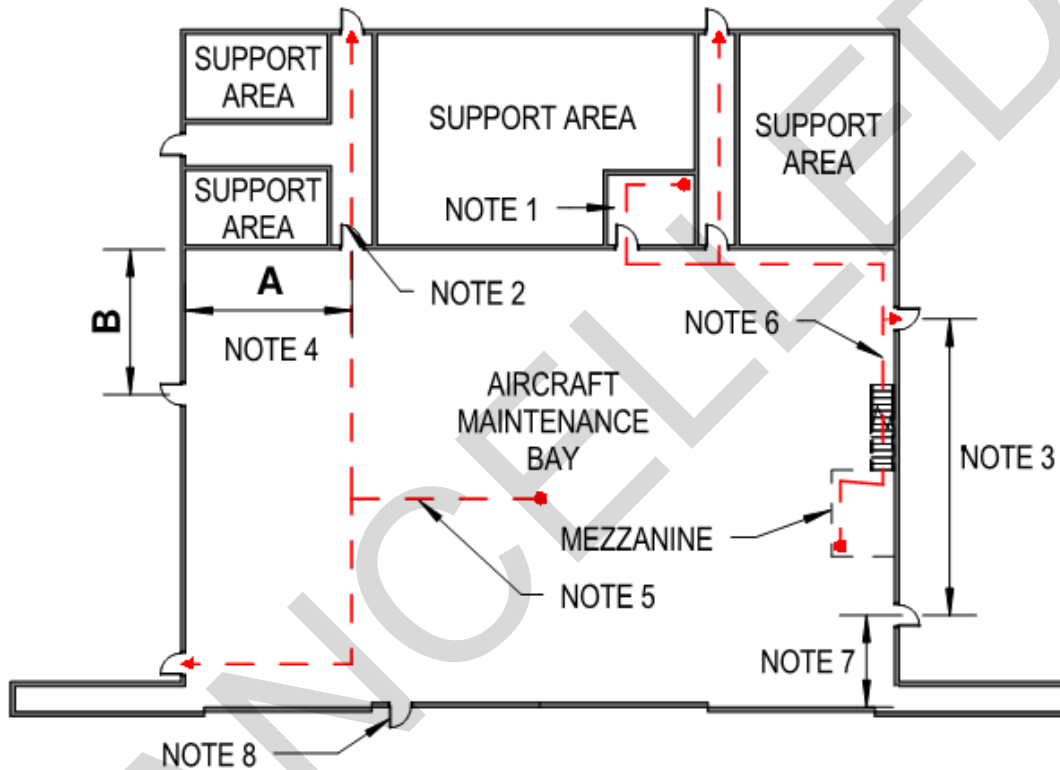 SUPPORT
AREA
SUPPORT AREA
SUPPORT
AREA
SUPPORT
AREA
NOTE 1
NOTE 2
A
B
NOTE 4
NOTE 6
AIRCRAFT
MAINTENANCE
BAY
NOTE 3
MEZZANINE
NOTE 5
NOTE 7
NOTE 8
CANCELLED